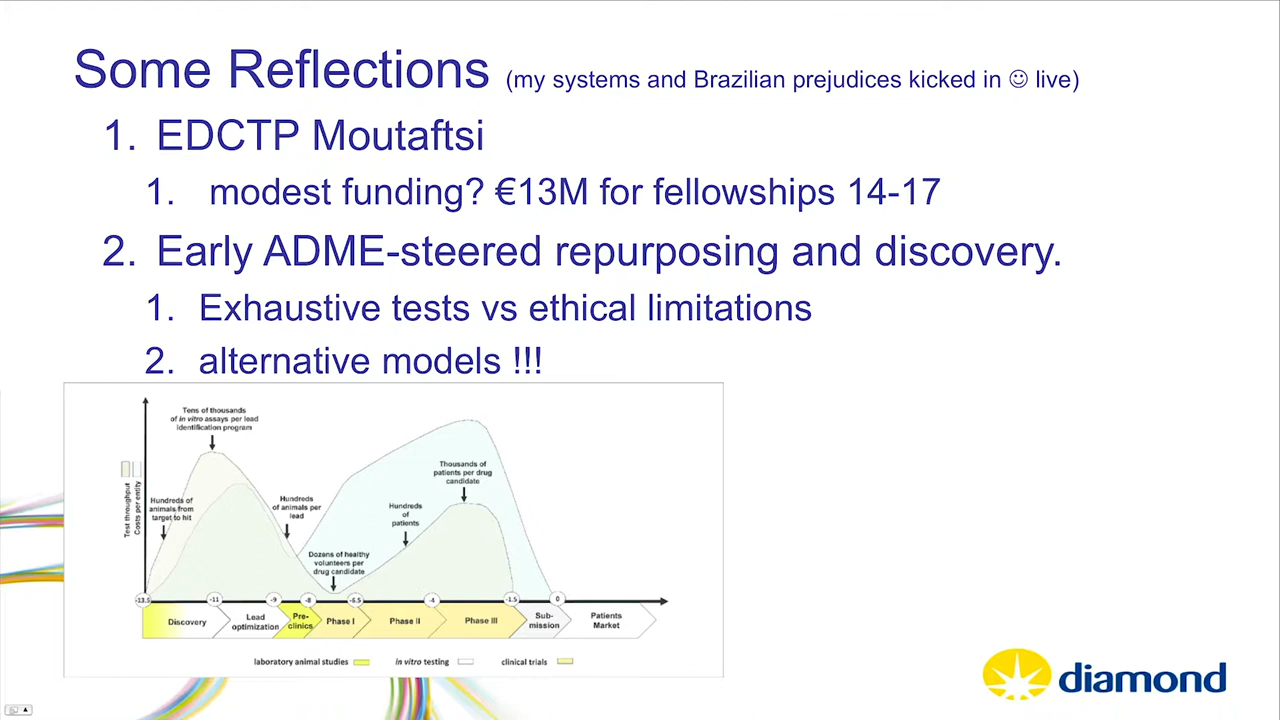 Some Reflections (my systems and Brazilian prejudices kicked in ☺ live)
1. EDCTP Moutaftsi
1. modest funding? €13M for fellowships 14-17
2. Early ADME-steered repurposing and discovery.
1. Exhaustive tests vs ethical limitations
2. alternative models !!!
Tens of thousands
of in vitro assays per lead
identification program
Test throughput
Costs per entity
Hundreds of
animals from
target to hit
Hundreds
of animals per
lead
Dozens of healthy
volunteers per
drug candidate
Hundreds
of
patients
Thousands of
patients per drug
candidate
-13.5 -11 -9 -8 -6.5 -4 -1.5 0
Discovery
Lead
optimization
Pre-
clinics
Phase I
Phase II
Phase III
Sub-
mission
Patients
Market
laboratory animal studies
in vitro testing
clinical trials
diamond